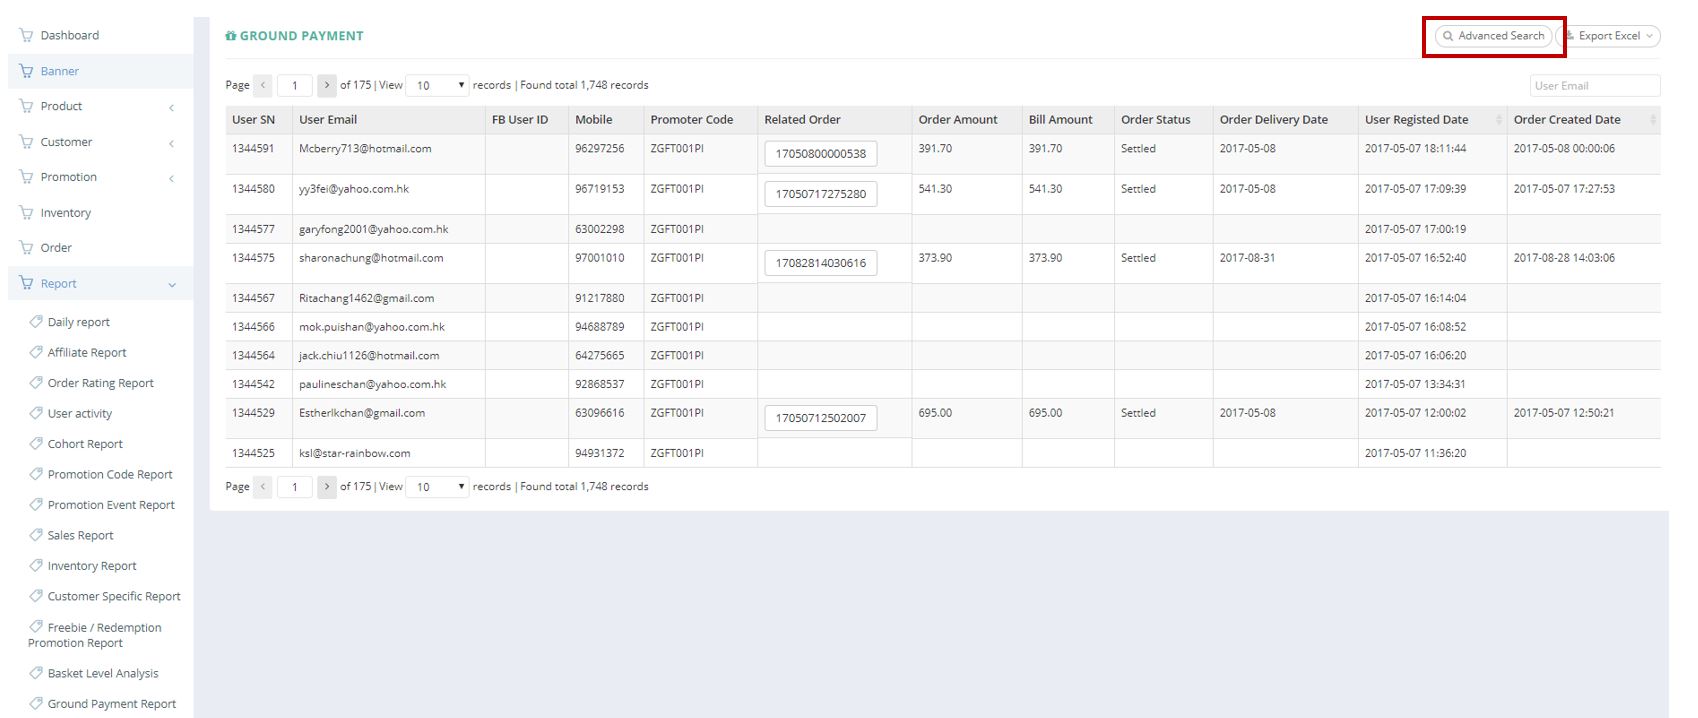 Dashboard
Banner
Product
Customer
Promotion
Inventory
Order
Report
Daily report
Affiliate Report
Order Rating Report
User activity
Cohort Report
Promotion Code Report
Promotion Event Report
Sales Report
Inventory Report
Customer Specific Report
Freebie / Redemption
Promotion Report
Basket Level Analysis
Ground Payment Report
GROUND PAYMENT
Advanced Search Export Excel
Page < 1 > of 175 | View 10 records | Found total 1,748 records
User Email
User SN User Email FB User ID Mobile Promoter Code Related Order Order Amount Bill Amount Order Status Order Delivery Date User Registed Date Order Created Date
1344591 Mcberry713@hotmail.com 96297256 ZGFT001PI 17050800000538 391.70 391.70 Settled 2017-05-08 2017-05-07 18:11:44 2017-05-08 00:00:06
1344580 yy3fei@yahoo.com.hk 96719153 ZGFT001PI 17050717275280 541.30 541.30 Settled 2017-05-08 2017-05-07 17:09:39 2017-05-07 17:27:53
1344577 garyfong2001@yahoo.com.hk 63002298 ZGFT001PI 2017-05-07 17:00:19
1344575 sharonachung@hotmail.com 97001010 ZGFT001PI 17082814030616 373.90 373.90 Settled 2017-08-31 2017-05-07 16:52:40 2017-08-28 14:03:06
1344567 Ritachang1462@gmail.com 91217880 ZGFT001PI 2017-05-07 16:14:04
1344566 mok.puishan@yahoo.com.hk 94688789 ZGFT001PI 2017-05-07 16:08:52
1344564 jack.chiu1126@hotmail.com 64275665 ZGFT001PI 2017-05-07 16:06:20
1344542 paulineschan@yahoo.com.hk 92868537 ZGFT001PI 2017-05-07 13:34:31
1344529 Estherlkchan@gmail.com 63096616 ZGFT001PI 17050712502007 695.00 695.00 Settled 2017-05-08 2017-05-07 12:00:02 2017-05-07 12:50:21
1344525 ksl@star-rainbow.com 94931372 ZGFT001PI 2017-05-07 11:36:20
Page < 1 > of 175 | View 10 records | Found total 1,748 records